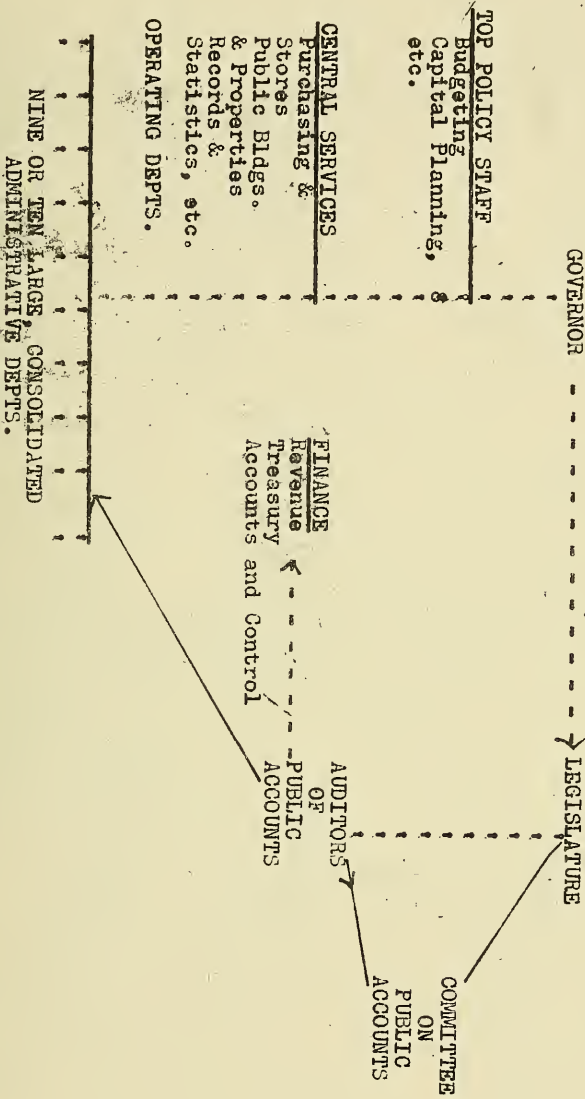 GOVERNOR
LEGISLATURE
TOP POLICY STAFF
Budgeting
Capital Planning,
etc.
COMMITTEE
ON
PUBLIC
ACCOUNTS
CENTRAL SERVICES
Purchasing &
Stores
Public Bldgs.
& Properties
Records &
Statistics, etc.
FINANCE
Revenue
Treasury
Accounts and Control
AUDITORS
OF
PUBLIC
ACCOUNTS
OPERATING DEPTS.
NINE OR TEN LARGE, CONSOLIDATED
ADMINISTRATIVE DEPTS.